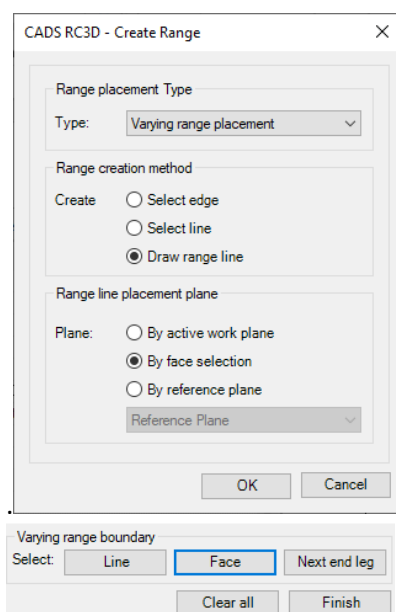 CADS RC3D - Create Range
Range placement Type
Type: Varying range placement
Range creation method
Create Select edge
Select line
Draw range line
Range line placement plane
Plane: By active work plane
By face selection
By reference plane
Reference Plane
OK Cancel
.
Varying range boundary
Select: Line Face Next end leg
Clear all Finish